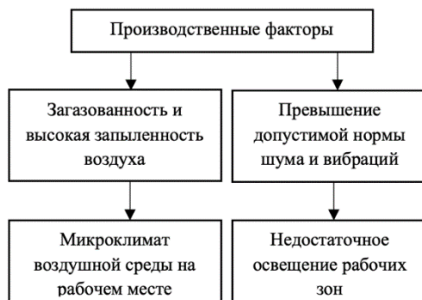 Производственные факторы
Загазованность и
высокая запыленность
воздуха
Превышение
допустимой нормы
шума и вибраций
Микроклимат
воздушной среды на
рабочем месте
Недостаточное
освещение рабочих
зон